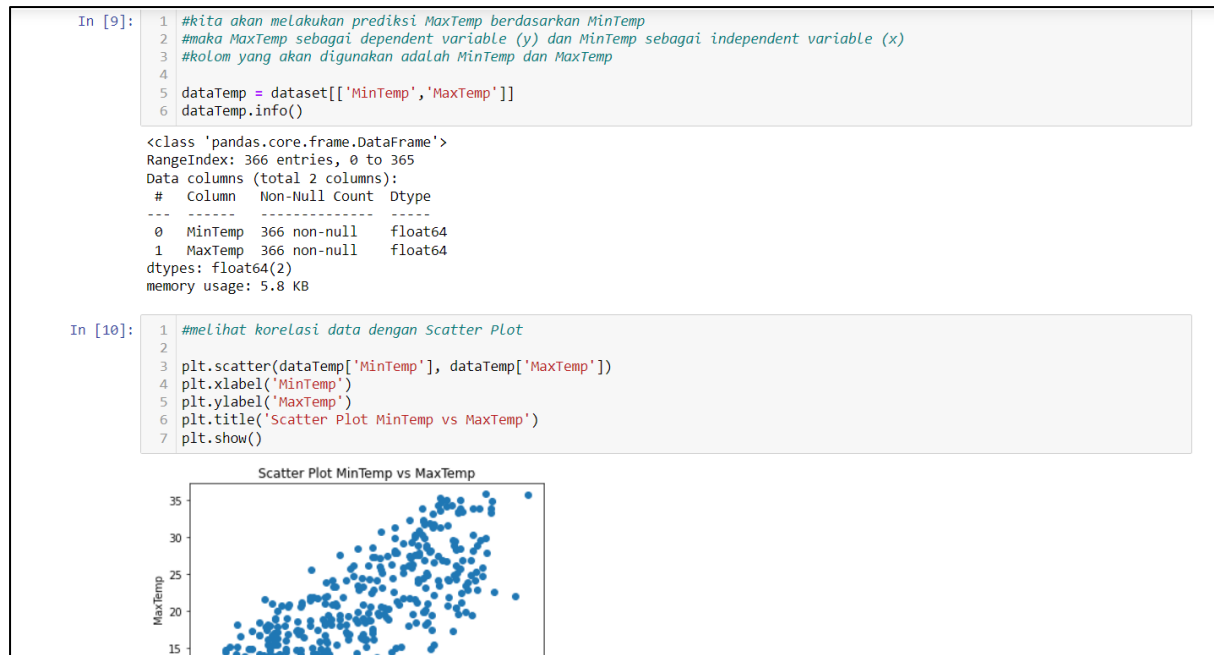 In [9]:
1 #kita akan melakukan prediksi MaxTemp berdasarkan MinTemp
2 #maka MaxTemp sebagai dependent variable (y) dan MinTemp sebagai independent variable (x)
3 #kolom yang akan digunakan adalah MinTemp dan MaxTemp
4
5 dataTemp = dataset[['MinTemp','MaxTemp']]
6 dataTemp.info()
<class 'pandas.core.frame.DataFrame'>
RangeIndex: 366 entries, 0 to 365
Data columns (total 2 columns):
# Column Non-Null Count Dtype
--- ------ -------------- -----
0 MinTemp 366 non-null float64
1 MaxTemp 366 non-null float64
dtypes: float64(2)
memory usage: 5.8 KB
In [10]:
1 #melihat korelasi data dengan Scatter Plot
2
3 plt.scatter(dataTemp['MinTemp'], dataTemp['MaxTemp'])
4 plt.xlabel('MinTemp')
5 plt.ylabel('MaxTemp')
6 plt.title('Scatter Plot MinTemp vs MaxTemp')
7 plt.show()
Scatter Plot MinTemp vs MaxTemp
35
30
25
20
15
MaxTemp